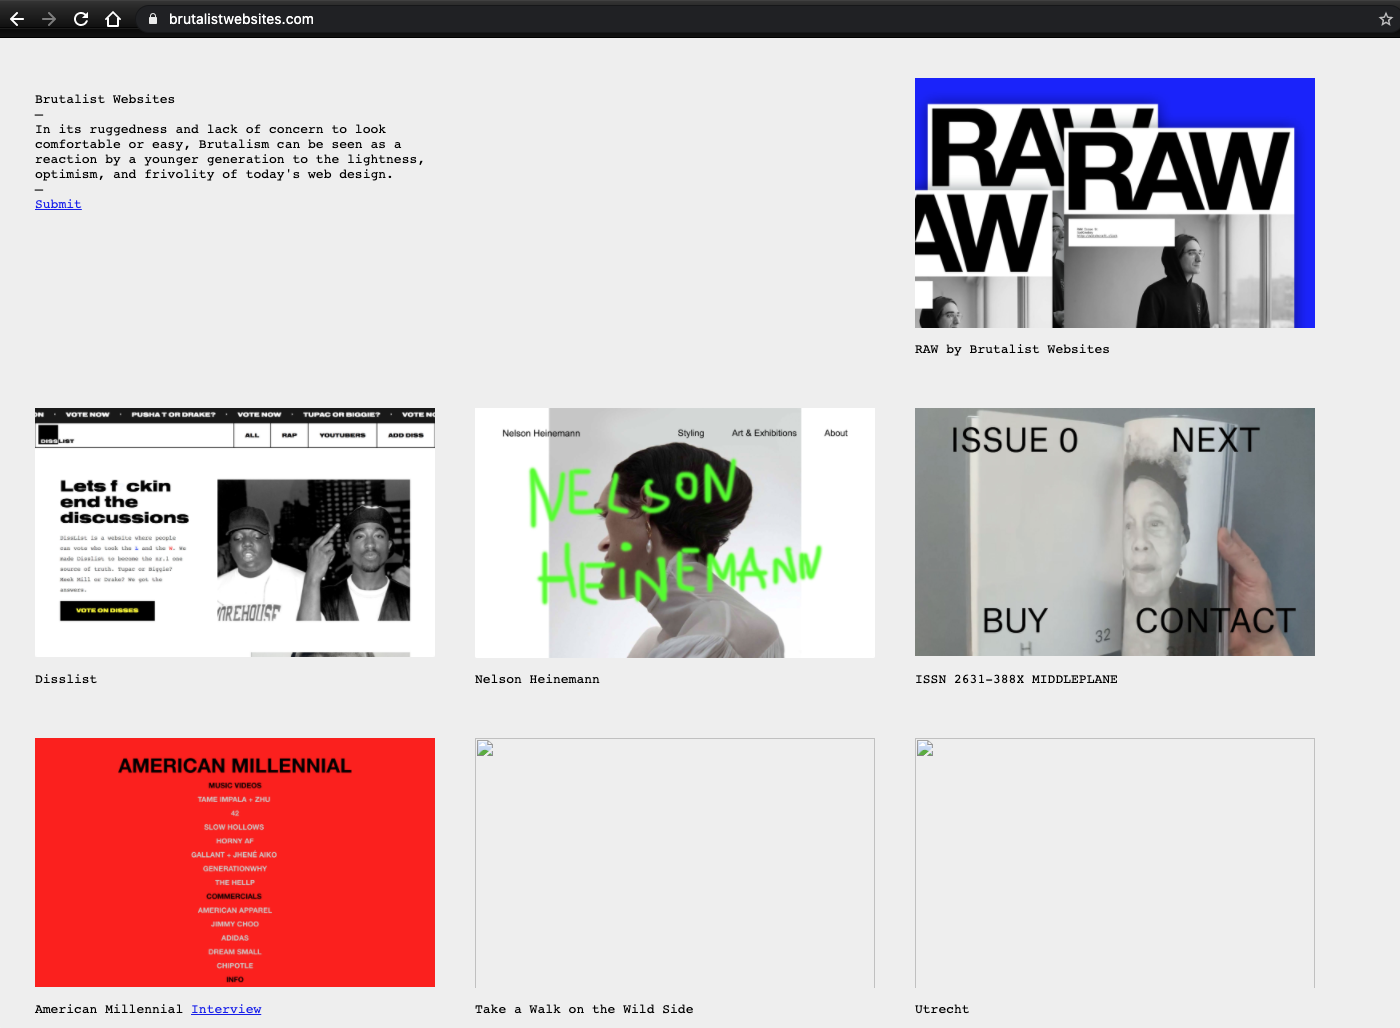 brutalistwebsites.com
Brutalist Websites
—
In its ruggedness and lack of concern to look
comfortable or easy, Brutalism can be seen as a
reaction by a younger generation to the lightness,
optimism, and frivolity of today's web design.
—
Submit
RAW
RAW
AW
RAW by Brutalist Websites
ON · VOTE NOW · PUSHA T OR DRAKE? · VOTE NOW · TUPAC OR BIGGIE? · VOTE NO
DISSLIST
ALL RAP YOUTUBERS ADD DISS
Lets f ckin
end the
discussions
DissList is a website where people
can vote who took the L and the W. We
made Disslist to become the nr.1 one
source of truth. Tupac or Biggie?
Meek Mill or Drake? We got the
answers.
VOTE ON DISSES
MOREHOUSE
Disslist
Nelson Heinemann Styling Art & Exhibitions About
NELSON
HEINEMANN
Nelson Heinemann
ISSUE 0 NEXT
BUY CONTACT
H 32
ISSN 2631-388X MIDDLEPLANE
AMERICAN MILLENNIAL
MUSIC VIDEOS
TAME IMPALA + ZHU
42
SLOW HOLLOWS
HORNY AF
GALLANT + JHENÉ AIKO
GENERATIONWHY
THE HELLP
COMMERCIALS
AMERICAN APPAREL
JIMMY CHOO
ADIDAS
DREAM SMALL
CHIPOTLE
INFO
American Millennial Interview
Take a Walk on the Wild Side
Utrecht